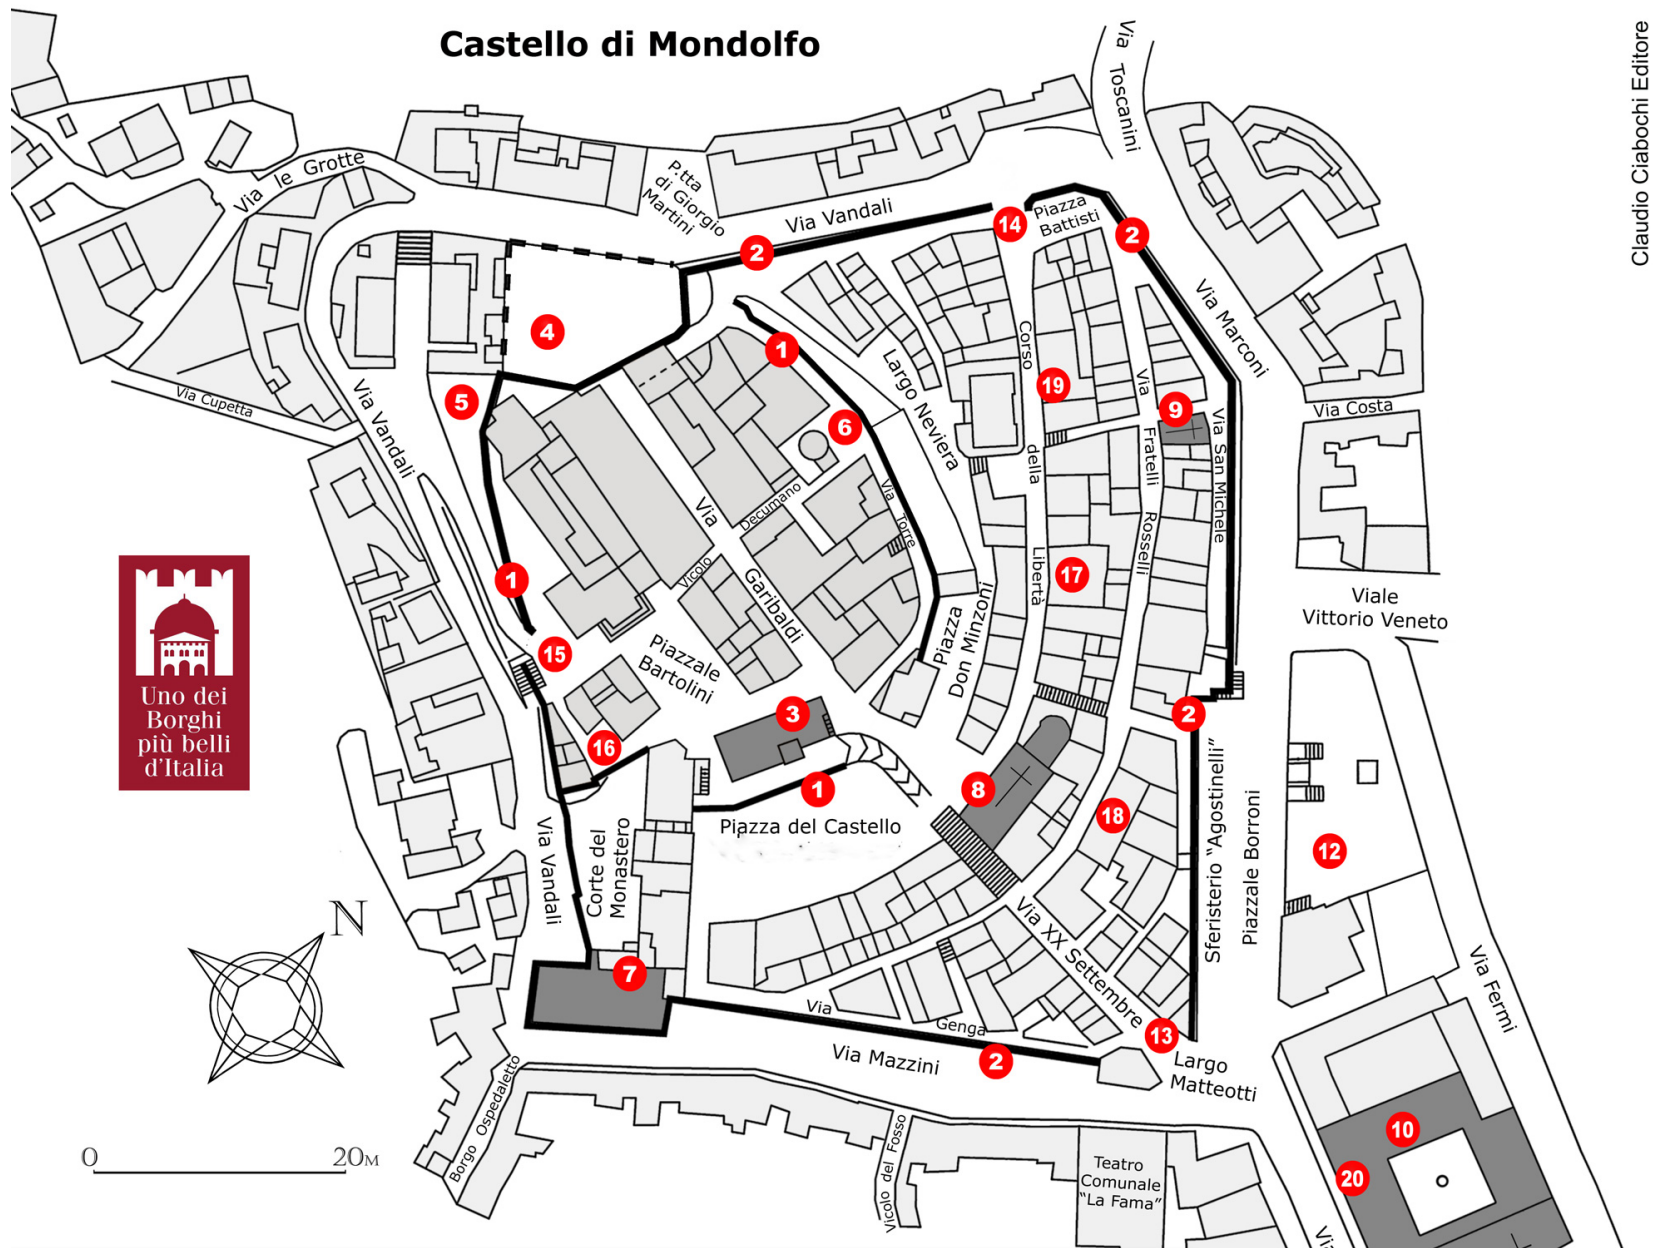 Castello di Mondolfo
Claudio Ciabochi Editore
Via Toscanini
Via le Grotte
P.tta
di Giorgio
Martini
Via Vandali
Piazza
Battisti
14
2
2
Via Marconi
4
1
Largo Neviera
Corso della Libertà
19
Via Fratelli Rosselli
9
Via San Michele
Via Costa
Via Cupetta
Via Vandali
5
6
Via Torre
Decumano
Vicolo
Via Garibaldi
1
17
Viale
Vittorio Veneto
Piazza
Don Minzoni
Piazzale
Bartolini
15
Uno dei
Borghi
più belli
d'Italia
3
16
2
1
8
18
Piazza del Castello
Corte del
Monastero
Via Vandali
Sferisterio "Agostinelli"
Piazzale Borroni
12
N
7
Via XX Settembre
Via Genga
13
2
Via Mazzini
Largo
Matteotti
Via Fermi
Borgo Ospedaletto
Vicolo del Fosso
Teatro
Comunale
"La Fama"
10
20
Via
0 20M